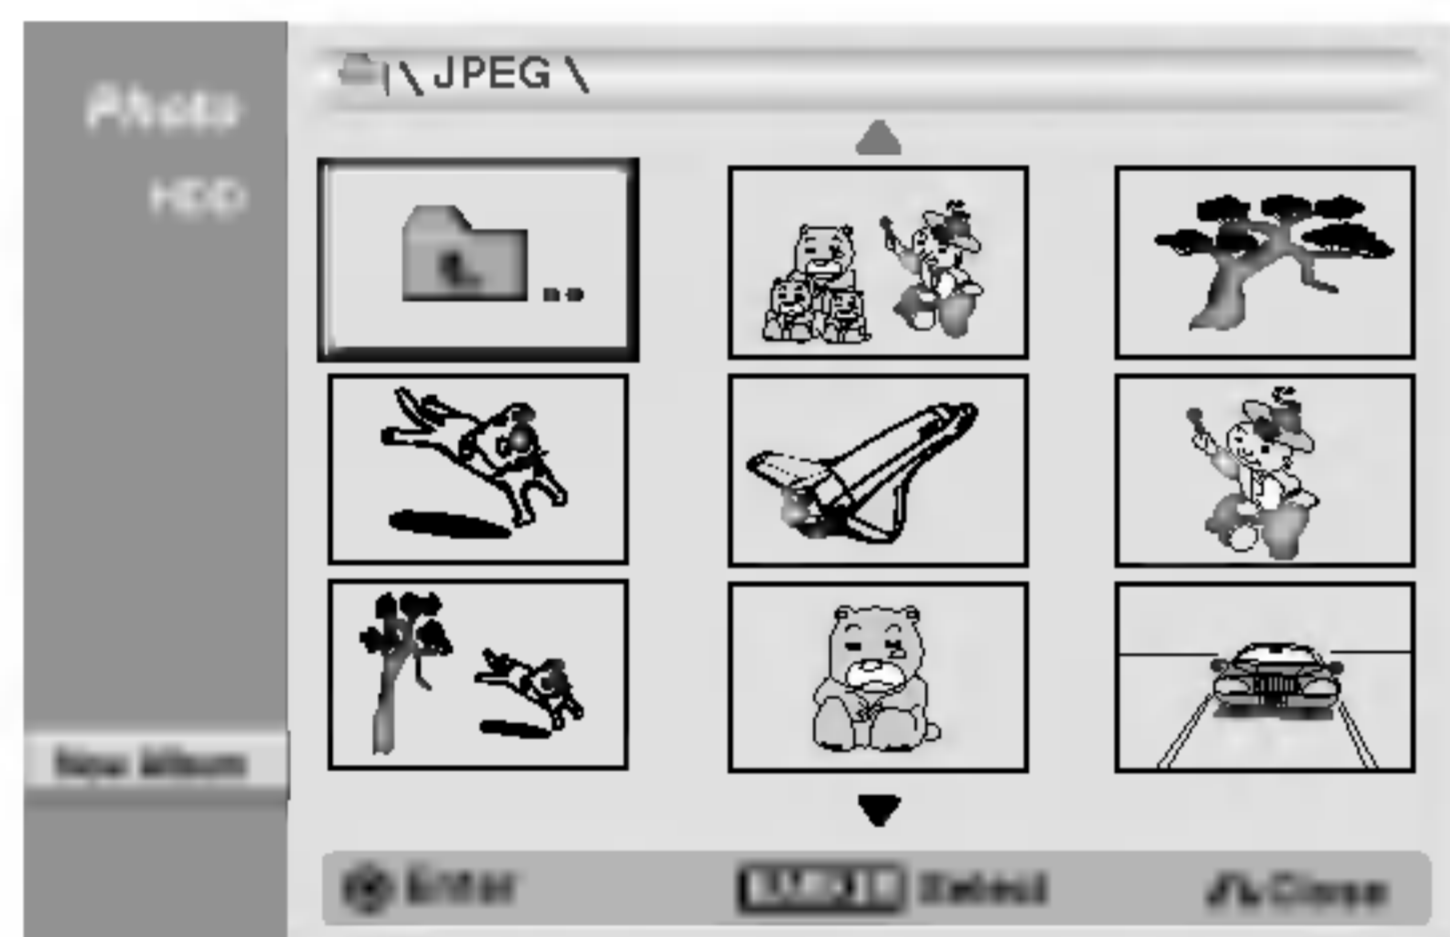 Photo
HDD
\ JPEG \
..
New Album
Enter
Select
Close